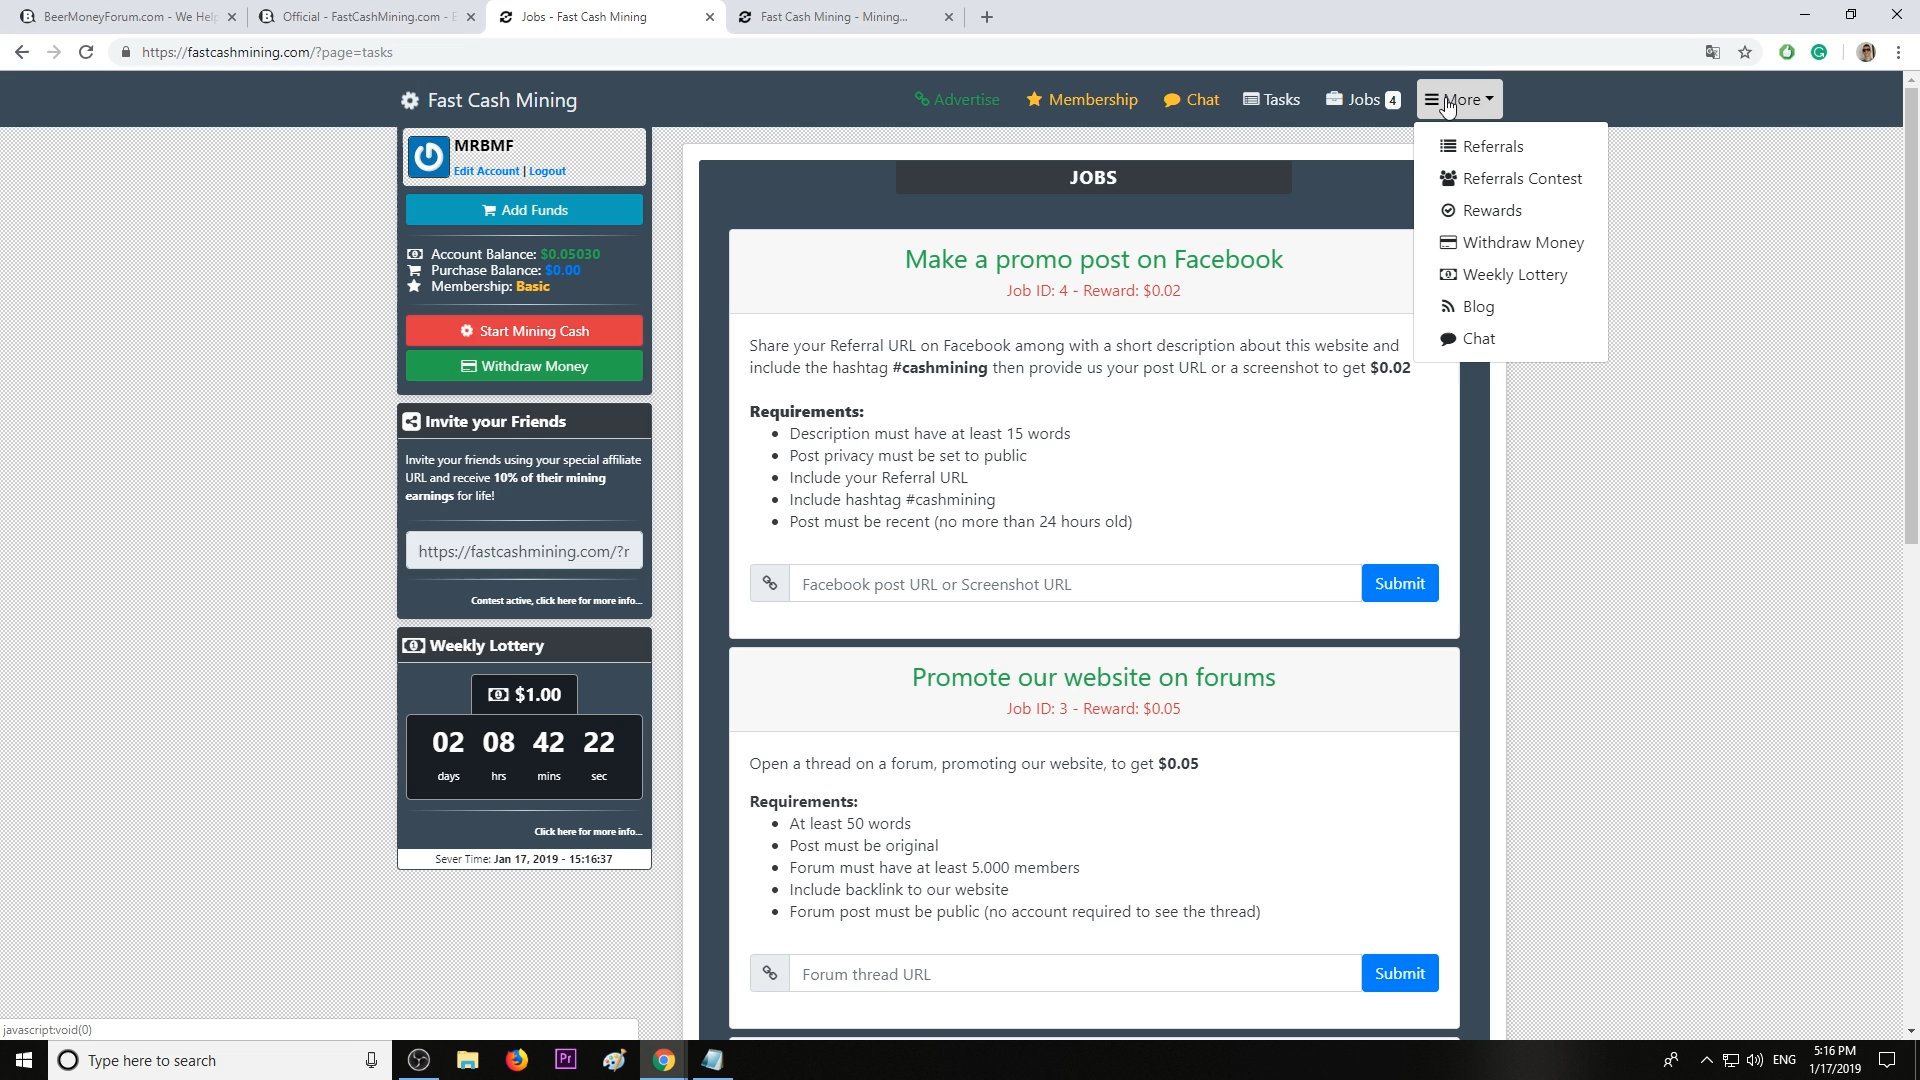 BeerMoneyForum.com - We Hel
Official - FastCashMining.com - E
Jobs - Fast Cash Mining
Fast Cash Mining - Mining...
https://fastcashmining.com/?page=tasks
Fast Cash Mining
Advertise
Membership
Chat
Tasks
Jobs 4
More
MRBMF
Edit Account | Logout
Add Funds
Account Balance: $0.05030
Purchase Balance: $0.00
Membership: Basic
Start Mining Cash
Withdraw Money
Invite your Friends
Invite your friends using your special affiliate
URL and receive 10% of their mining
earnings for life!
https://fastcashmining.com/?r
Contest active, click here for more info...
Weekly Lottery
$1.00
02 08 42 22
days hrs mins sec
Click here for more info...
Sever Time: Jan 17, 2019 - 15:16:37
JOBS
Make a promo post on Facebook
Job ID: 4 - Reward: $0.02
Share your Referral URL on Facebook among with a short description about this website and
include the hashtag #cashmining then provide us your post URL or a screenshot to get $0.02
Requirements:
Description must have at least 15 words
Post privacy must be set to public
Include your Referral URL
Include hashtag #cashmining
Post must be recent (no more than 24 hours old)
Facebook post URL or Screenshot URL
Submit
Promote our website on forums
Job ID: 3 - Reward: $0.05
Open a thread on a forum, promoting our website, to get $0.05
Requirements:
At least 50 words
Post must be original
Forum must have at least 5.000 members
Include backlink to our website
Forum post must be public (no account required to see the thread)
Forum thread URL
Submit
Referrals
Referrals Contest
Rewards
Withdraw Money
Weekly Lottery
Blog
Chat
javascript:void(0)
Type here to search
Pr
ENG
5:16 PM
1/17/2019